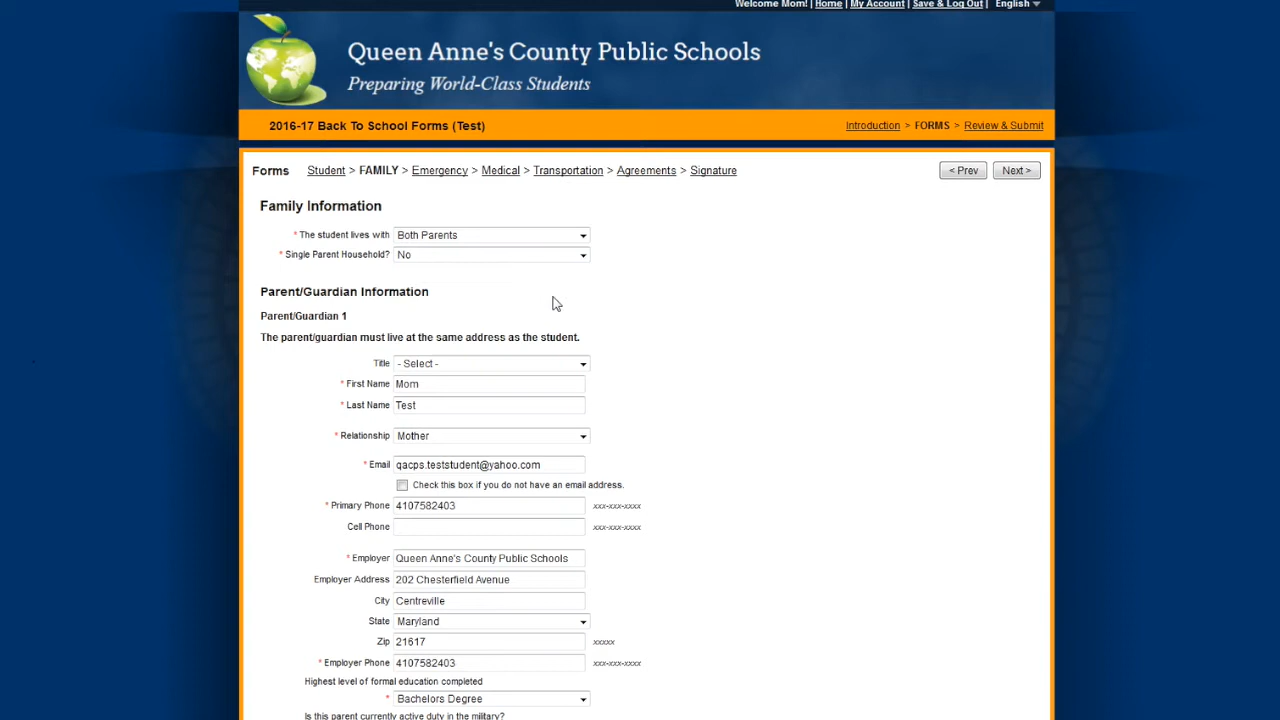 Welcome Mom! | Home | My Account | Save & Log Out | English
Queen Anne's County Public Schools
Preparing World-Class Students
2016-17 Back To School Forms (Test)
Introduction > FORMS > Review & Submit
Forms Student > FAMILY > Emergency > Medical > Transportation > Agreements > Signature < Prev Next >
Family Information
* The student lives with Both Parents
* Single Parent Household? No
Parent/Guardian Information
Parent/Guardian 1
The parent/guardian must live at the same address as the student.
Title - Select -
* First Name Mom
* Last Name Test
* Relationship Mother
* Email qacps.teststudent@yahoo.com
Check this box if you do not have an email address.
* Primary Phone 4107582403 xxx-xxx-xxxx
Cell Phone xxx-xxx-xxxx
* Employer Queen Anne's County Public Schools
Employer Address 202 Chesterfield Avenue
City Centreville
State Maryland
Zip 21617 xxxxx
* Employer Phone 4107582403 xxx-xxx-xxxx
Highest level of formal education completed
* Bachelors Degree
Is this parent currently active duty in the military?